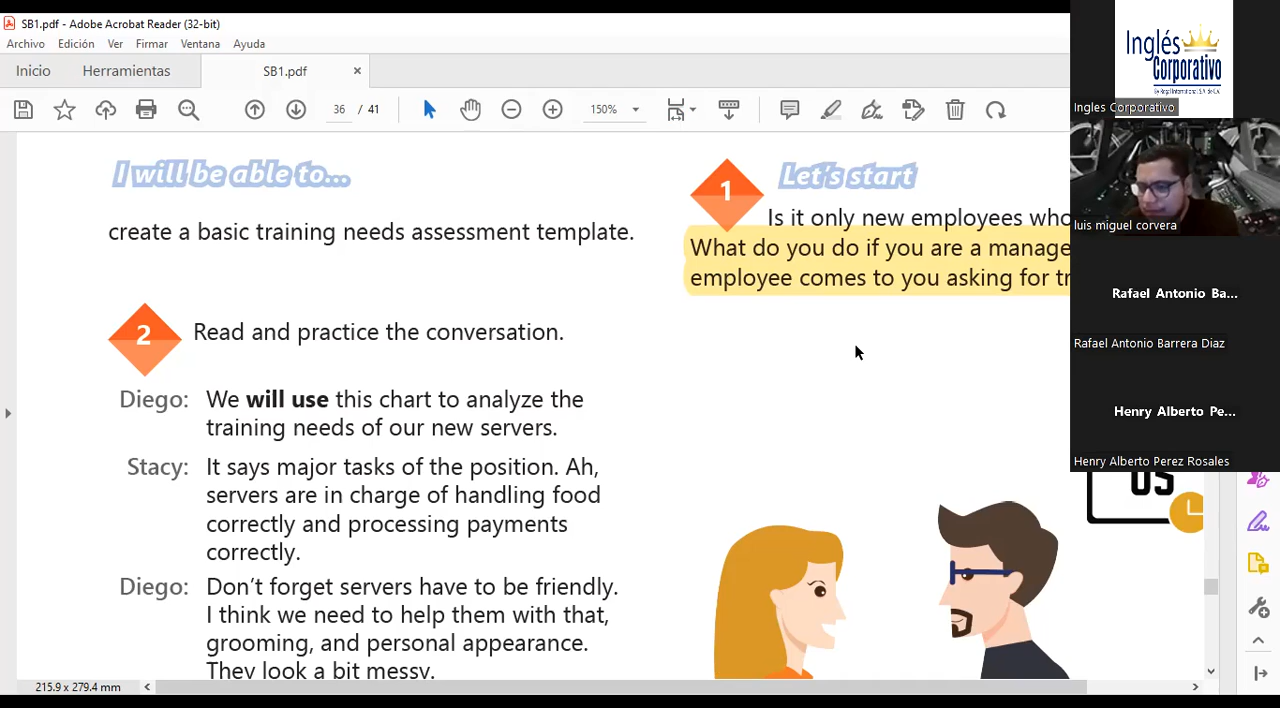 SB1.pdf - Adobe Acrobat Reader (32-bit)
Archivo Edición Ver Firmar Ventana Ayuda
Inicio Herramientas SB1.pdf
36 / 41 150%
I will be able to...
create a basic training needs assessment template.
1 Let's start
Is it only new employees who
What do you do if you are a manage
employee comes to you asking for tr
2 Read and practice the conversation.
Diego: We will use this chart to analyze the
training needs of our new servers.
Stacy: It says major tasks of the position. Ah,
servers are in charge of handling food
correctly and processing payments
correctly.
Diego: Don't forget servers have to be friendly.
I think we need to help them with that,
grooming, and personal appearance.
They look a bit messy.
215.9 x 279.4 mm
Inglés
Corporativo
Ingles Corporativo
luis miguel corvera
Rafael Antonio Ba...
Rafael Antonio Barrera Diaz
Henry Alberto Pe...
Henry Alberto Perez Rosales
US